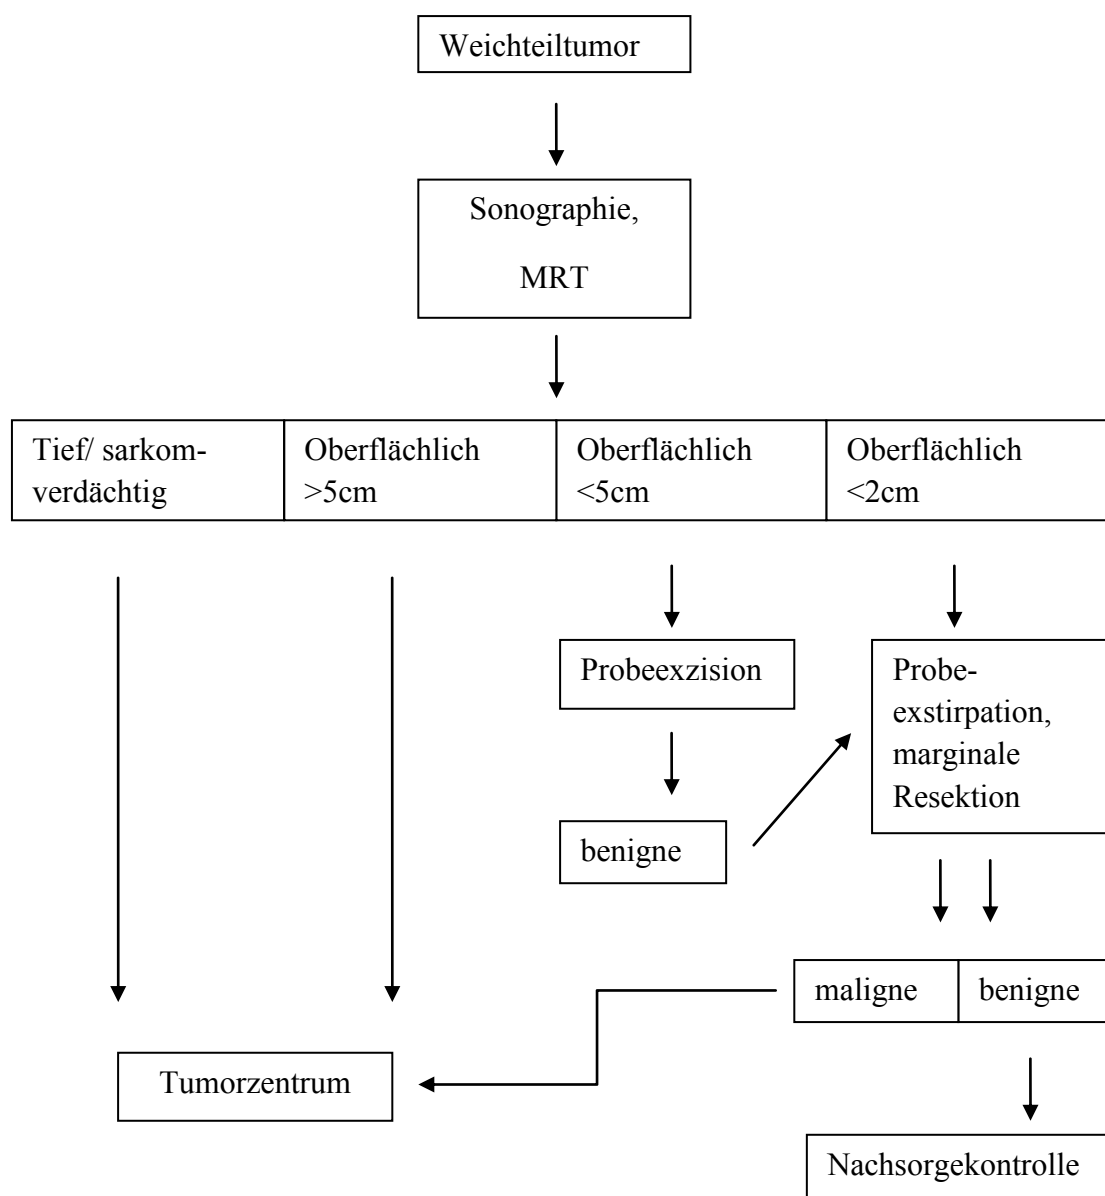 Weichteiltumor
Sonographie,
MRT
Tief/ sarkom-
verdächtig
Oberflächlich
>5cm
Oberflächlich
<5cm
Oberflächlich
<2cm
Probeexzision
Probe-
exstirpation,
marginale
Resektion
benigne
maligne
benigne
Tumorzentrum
Nachsorgekontrolle